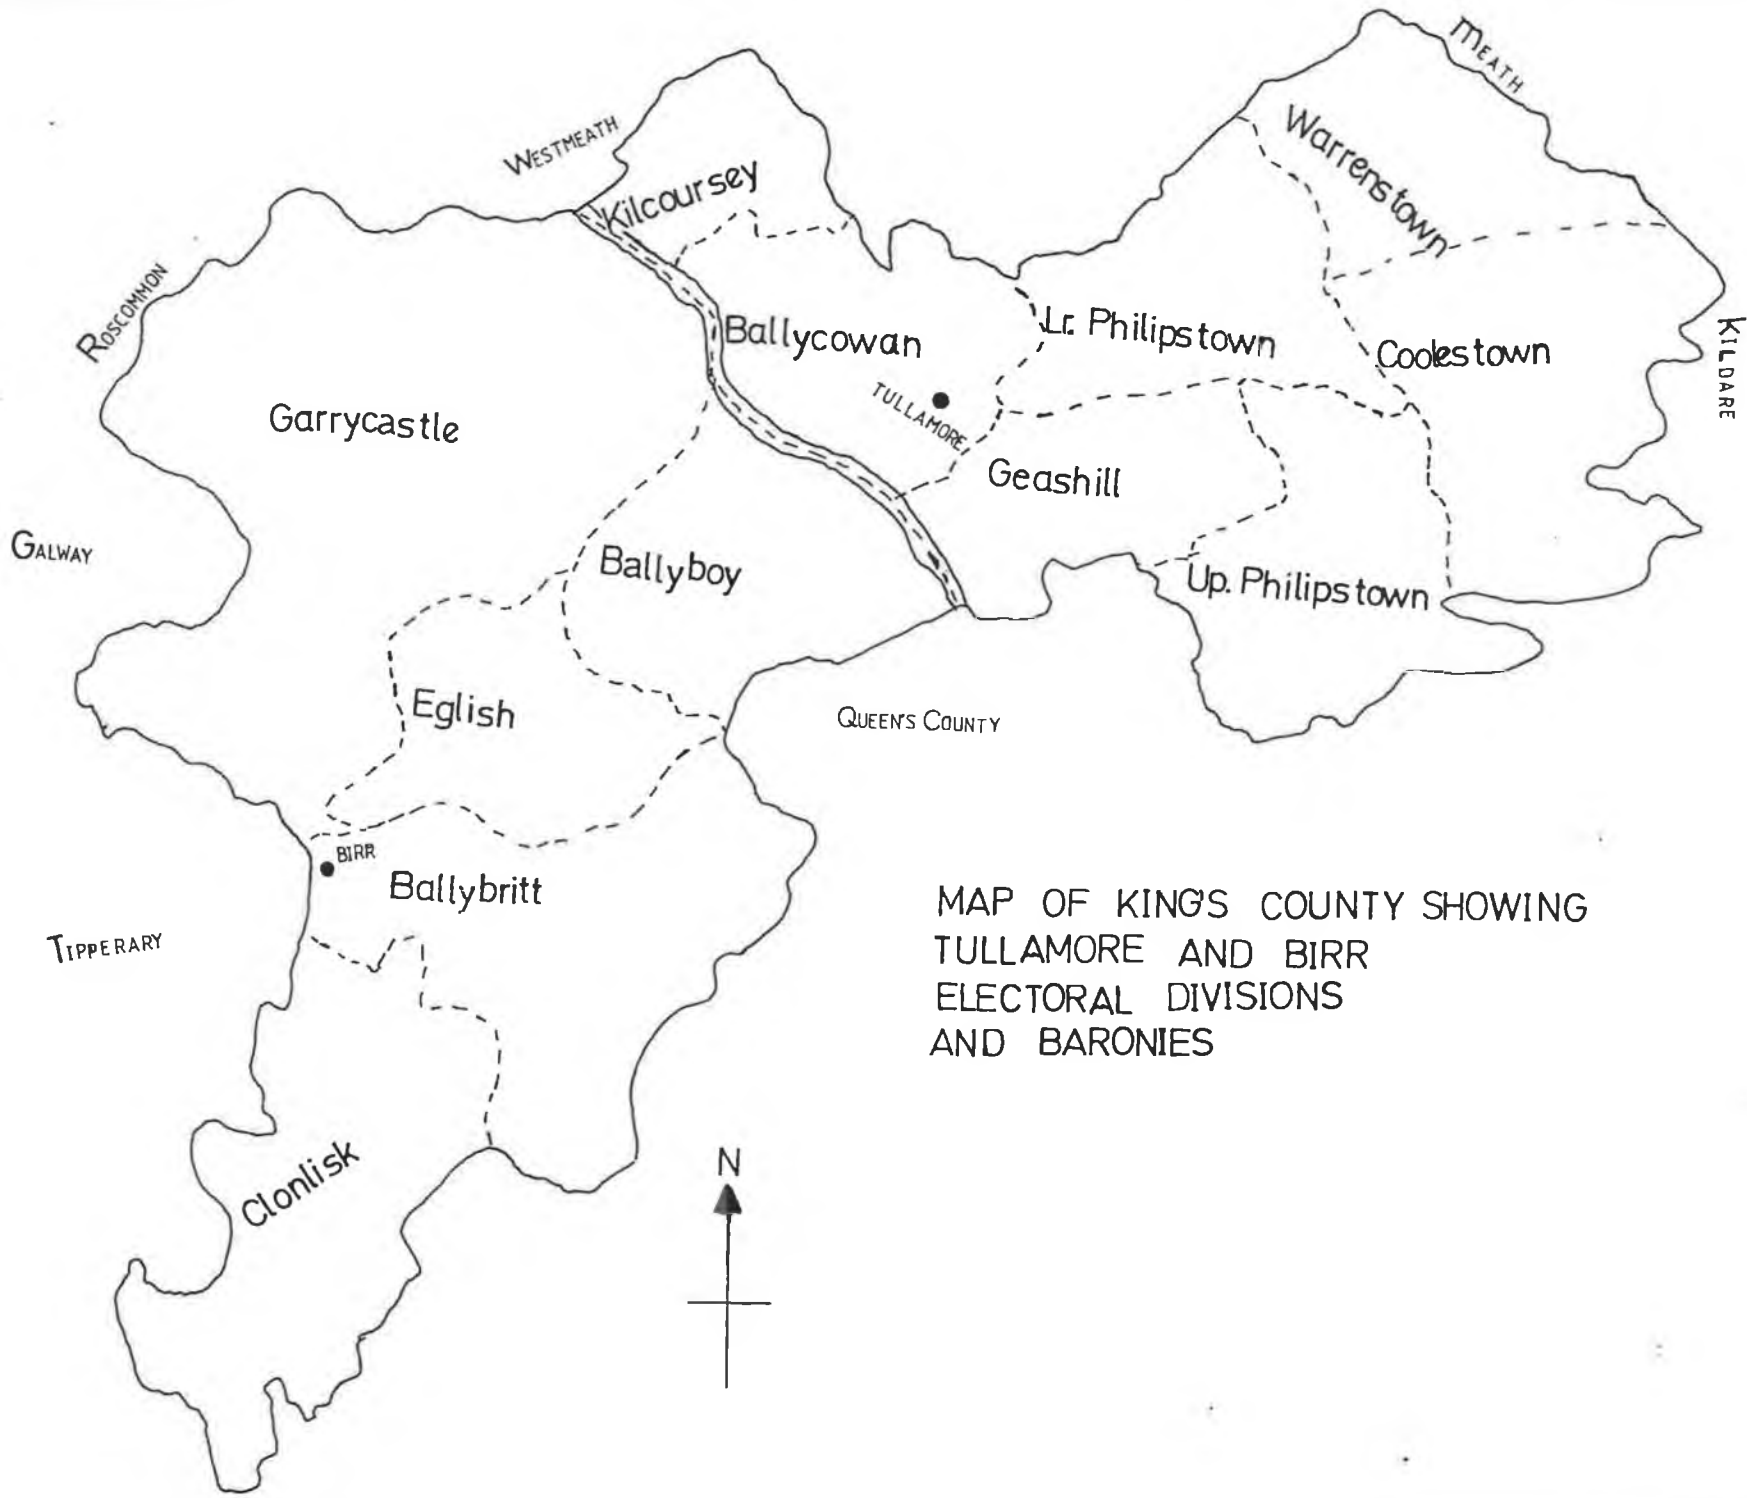 MEATH
WESTMEATH
Warrenstown
Kilcoursey
ROSCOMMON
Lr. Philipstown
Ballycowan
Coolestown
KILDARE
TULLAMORE
Garrycastle
Geashill
GALWAY
Ballyboy
Up. Philipstown
Eglish
QUEEN'S COUNTY
BIRR
Ballybritt
TIPPERARY
MAP OF KING'S COUNTY SHOWING
TULLAMORE AND BIRR
ELECTORAL DIVISIONS
AND BARONIES
Clonlisk
N